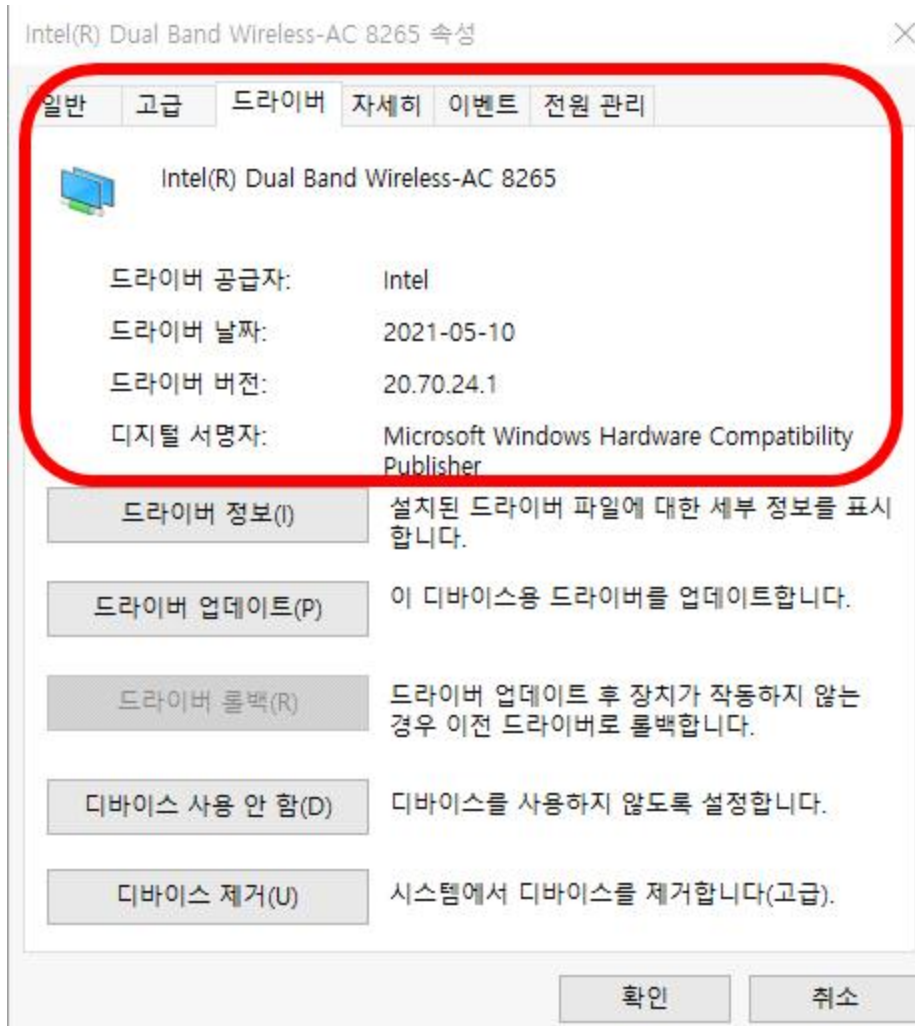 Intel(R) Dual Band Wireless-AC 8265 속성
일반 고급 드라이버 자세히 이벤트 전원 관리
Intel(R) Dual Band Wireless-AC 8265
드라이버 공급자: Intel
드라이버 날짜: 2021-05-10
드라이버 버전: 20.70.24.1
디지털 서명자: Microsoft Windows Hardware Compatibility
Publisher
드라이버 정보(I) 설치된 드라이버 파일에 대한 세부 정보를 표시
합니다.
드라이버 업데이트(P) 이 디바이스용 드라이버를 업데이트합니다.
드라이버 롤백(R) 드라이버 업데이트 후 장치가 작동하지 않는
경우 이전 드라이버로 롤백합니다.
디바이스 사용 안 함(D) 디바이스를 사용하지 않도록 설정합니다.
디바이스 제거(U) 시스템에서 디바이스를 제거합니다(고급).
확인 취소